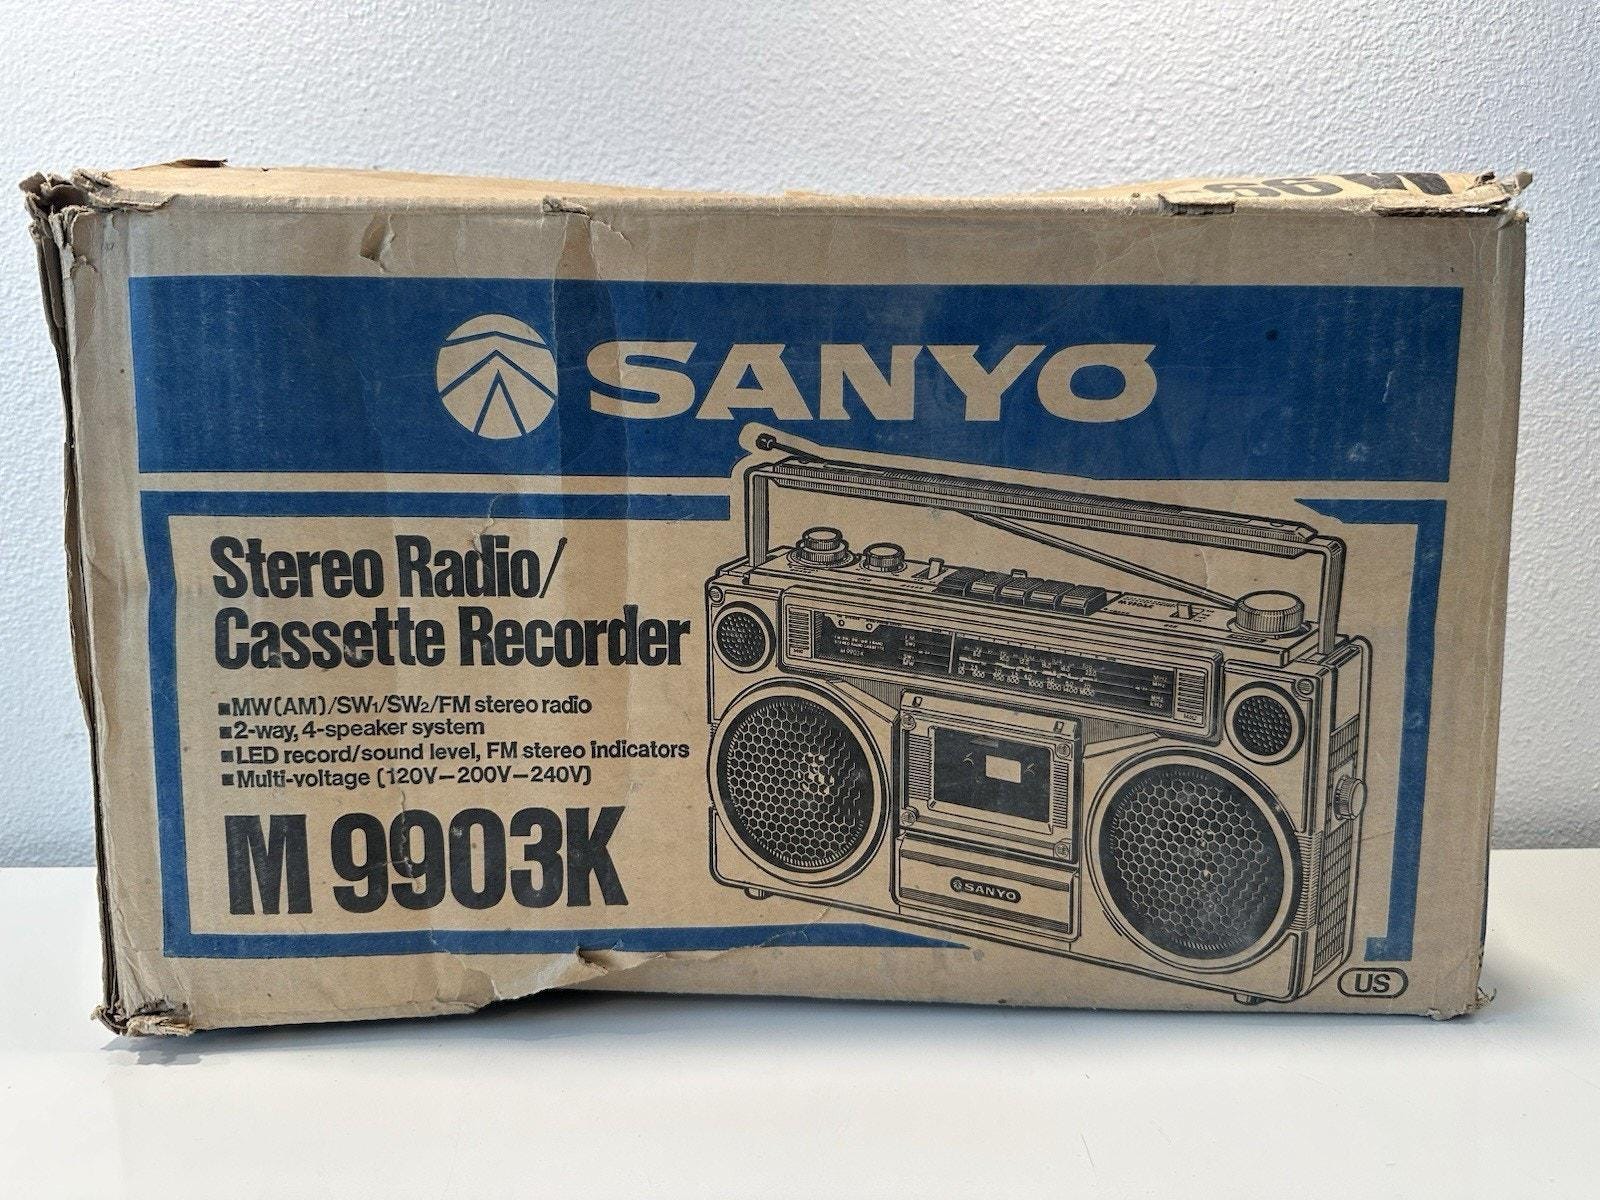 SANYO
Stereo Radio/
Cassette Recorder
■MW(AM)/SW1/SW2/FM stereo radio
■2-way, 4-speaker system
■LED record/sound level, FM stereo indicators
■Multi-voltage (120V—200V—240V)
M 9903K
M 9903K
SANYO
US